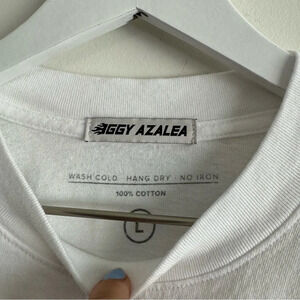 IGGY AZALEA
WASH COLD HANG DRY · NO IRON
100% COTTON
L